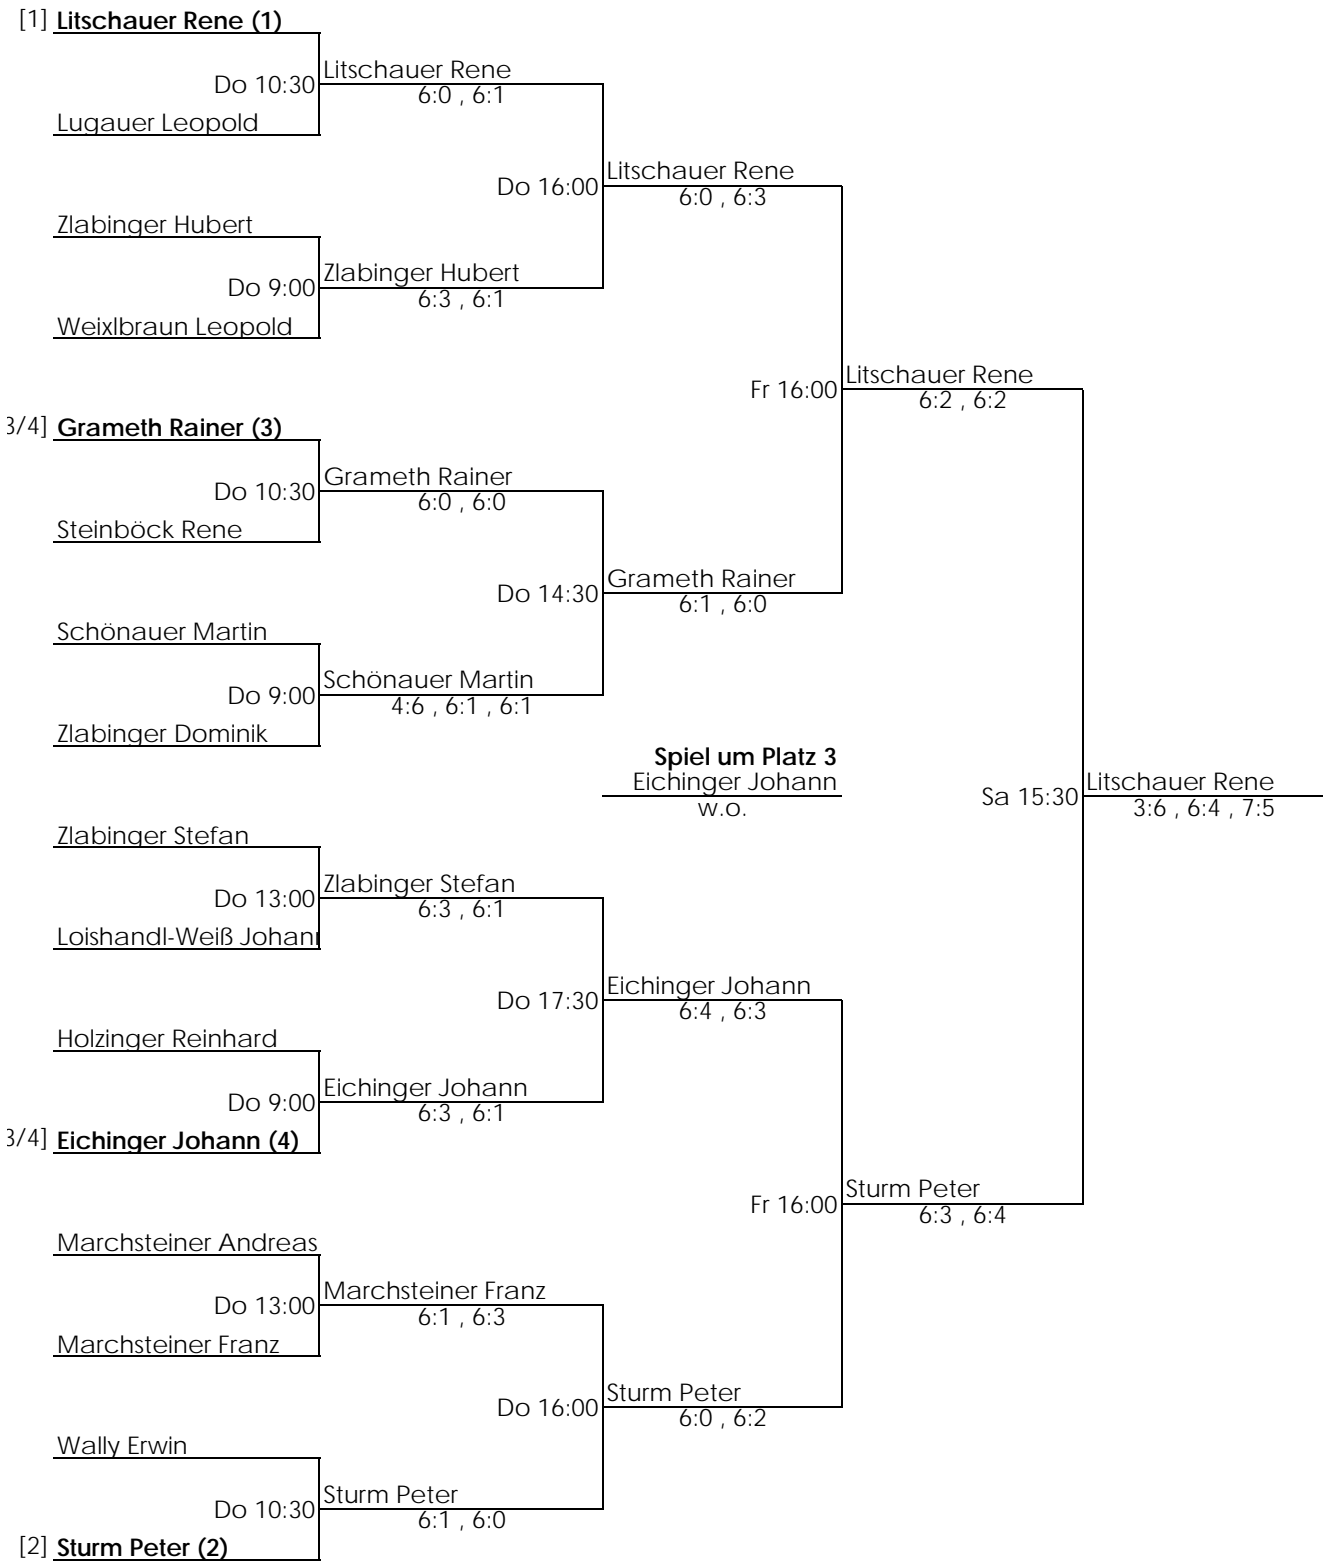 [1] Litschauer Rene (1)
Litschauer Rene
Do 10:30
6:0 , 6:1
Lugauer Leopold
Litschauer Rene
Do 16:00
6:0 , 6:3
Zlabinger Hubert
Zlabinger Hubert
Do 9:00
6:3 , 6:1
Weixlbraun Leopold
Litschauer Rene
Fr 16:00
6:2 , 6:2
3/4] Grameth Rainer (3)
Grameth Rainer
Do 10:30
6:0 , 6:0
Steinböck Rene
Grameth Rainer
Do 14:30
6:1 , 6:0
Schönauer Martin
Schönauer Martin
Do 9:00
4:6 , 6:1 , 6:1
Zlabinger Dominik
Spiel um Platz 3
Eichinger Johann
w.o.
Litschauer Rene
Sa 15:30
3:6 , 6:4 , 7:5
Zlabinger Stefan
Zlabinger Stefan
Do 13:00
6:3 , 6:1
Loishandl-Weiß Johann
Eichinger Johann
Do 17:30
6:4 , 6:3
Holzinger Reinhard
Eichinger Johann
Do 9:00
6:3 , 6:1
3/4] Eichinger Johann (4)
Sturm Peter
Fr 16:00
6:3 , 6:4
Marchsteiner Andreas
Marchsteiner Franz
Do 13:00
6:1 , 6:3
Marchsteiner Franz
Sturm Peter
Do 16:00
6:0 , 6:2
Wally Erwin
Sturm Peter
Do 10:30
6:1 , 6:0
[2] Sturm Peter (2)